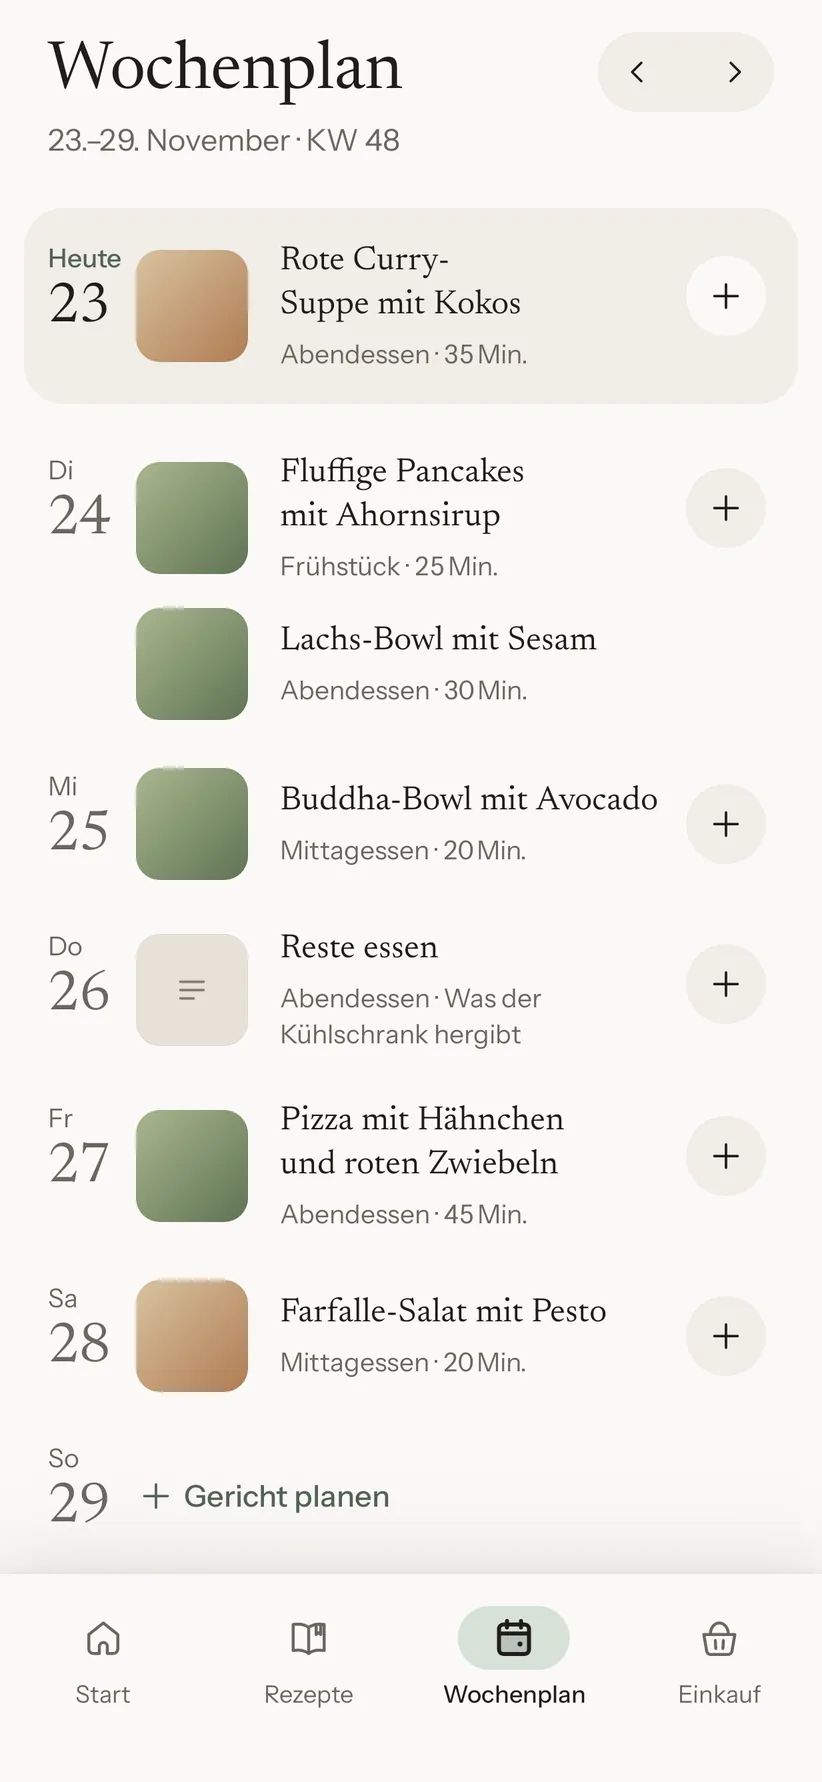 Wochenplan
23.–29. November · KW 48
Heute
23
Rote Curry-
Suppe mit Kokos
Abendessen · 35 Min.
Di
24
Fluffige Pancakes
mit Ahornsirup
Frühstück · 25 Min.
Lachs-Bowl mit Sesam
Abendessen · 30 Min.
Mi
25
Buddha-Bowl mit Avocado
Mittagessen · 20 Min.
Do
26
Reste essen
Abendessen · Was der
Kühlschrank hergibt
Fr
27
Pizza mit Hähnchen
und roten Zwiebeln
Abendessen · 45 Min.
Sa
28
Farfalle-Salat mit Pesto
Mittagessen · 20 Min.
So
29
+ Gericht planen
Start
Rezepte
Wochenplan
Einkauf